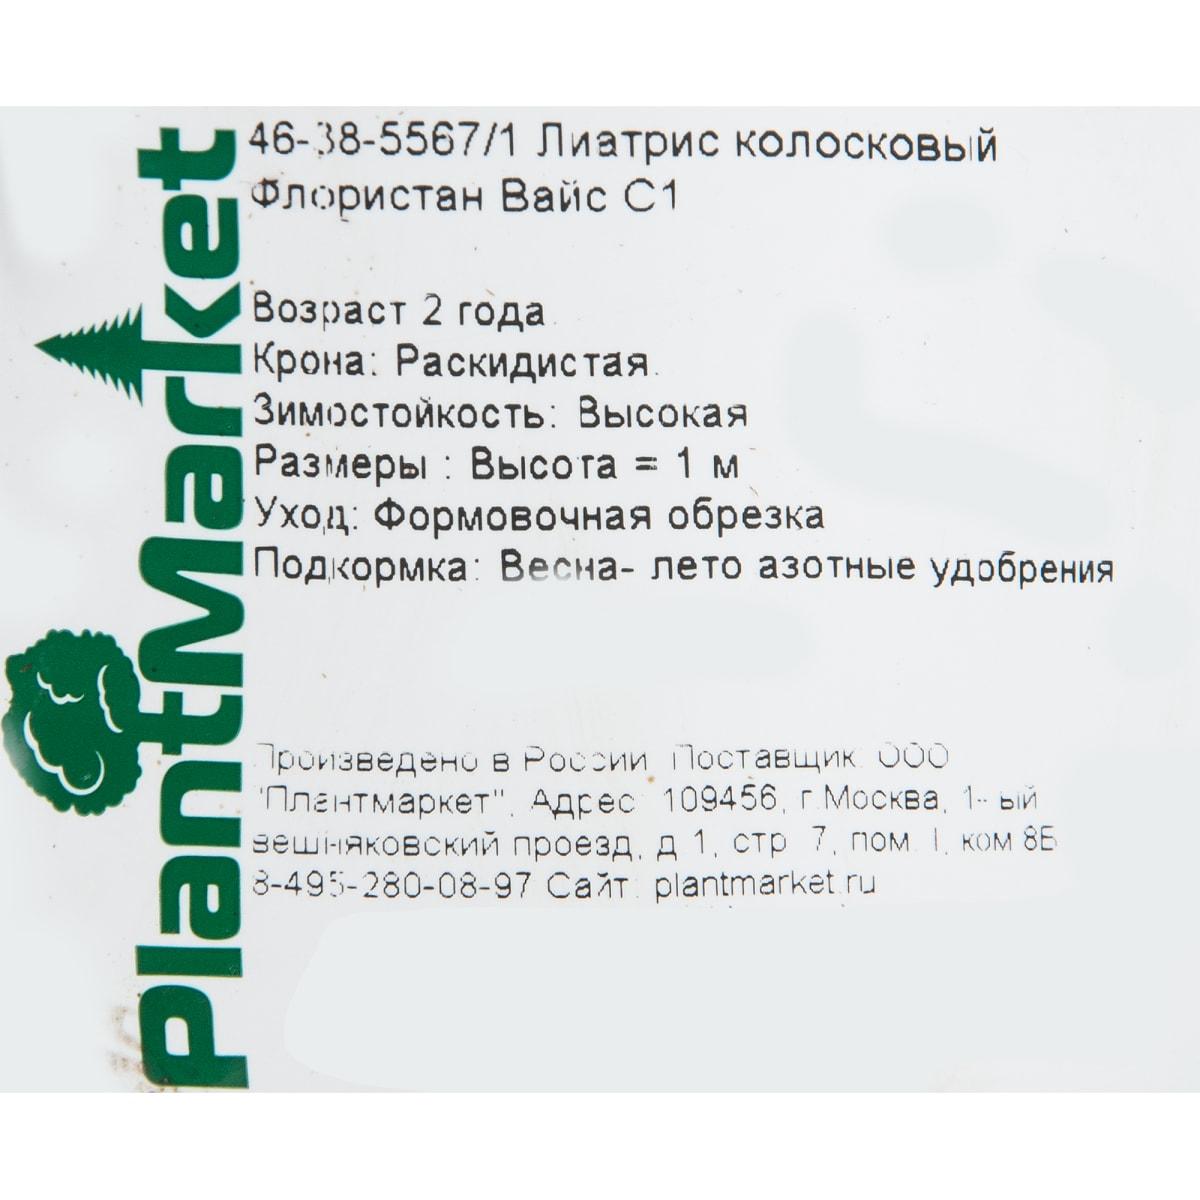 PlantMarket
46-38-5567/1 Лиатрис колосковый
Флористан Вайс С1
Возраст 2 года
Крона: Раскидистая.
Зимостойкость: Высокая
Размеры : Высота = 1 м
Уход: Формовочная обрезка
Подкормка: Весна- лето азотные удобрения
Произведено в России. Поставщик: ООО
"Плантмаркет", Адрес: 109456, г.Москва, 1- ый
вешняковский проезд, д 1, стр. 7, пом. I, ком 8Б
8-495-280-08-97 Сайт: plantmarket.ru